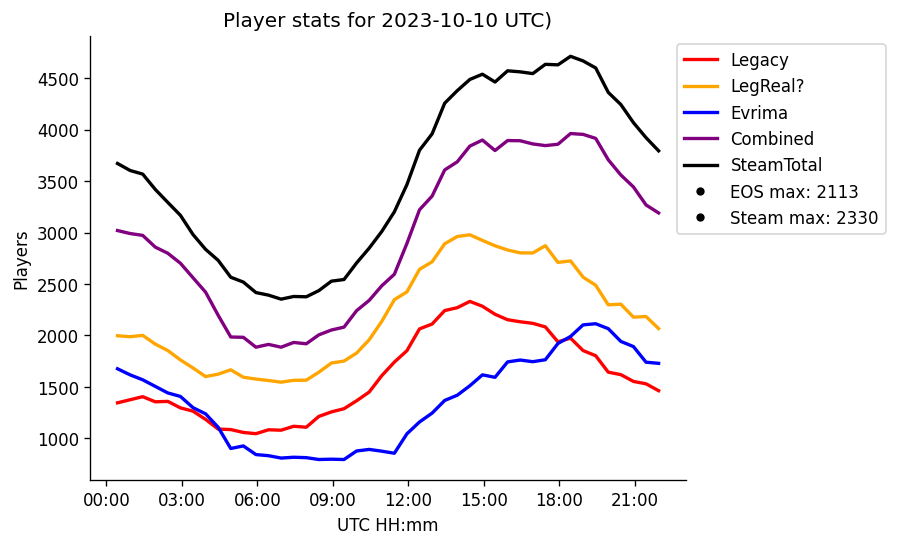 Player stats for 2023-10-10 UTC)
Legacy
LegReal?
Evrima
Combined
SteamTotal
EOS max: 2113
Steam max: 2330
Players
4500
4000
3500
3000
2500
2000
1500
1000
00:00 03:00 06:00 09:00 12:00 15:00 18:00 21:00
UTC HH:mm